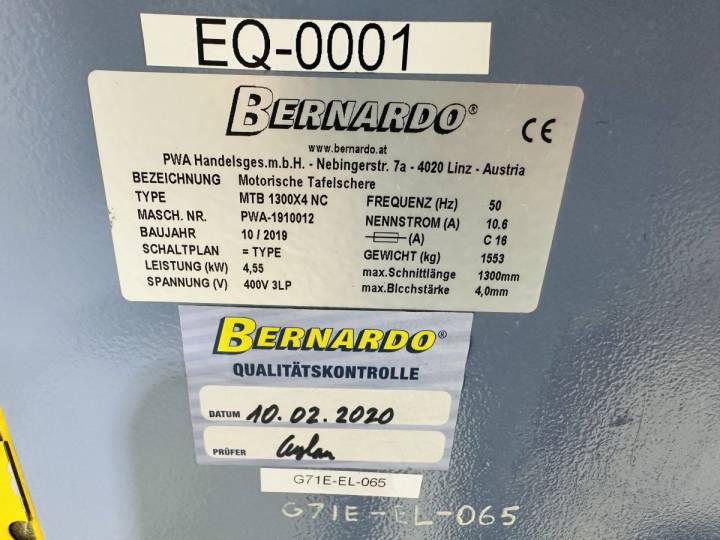 EQ-0001
BERNARDO®
CE
www.bernardo.at
PWA Handelsges.m.b.H. - Nebingerstr. 7a - 4020 Linz - Austria
BEZEICHNUNG Motorische Tafelschere
TYPE MTB 1300X4 NC FREQUENZ (Hz) 50
MASCH. NR. PWA-1910012 NENNSTROM (A) 10.6
BAUJAHR 10 / 2019 (A) C 16
SCHALTPLAN = TYPE GEWICHT (kg) 1553
LEISTUNG (kW) 4,55 max.Schnittlänge 1300mm
SPANNUNG (V) 400V 3LP max.Blechstärke 4,0mm
BERNARDO®
QUALITÄTSKONTROLLE
DATUM 10.02.2020
PRÜFER
G71E-EL-065
G71E-EL-065